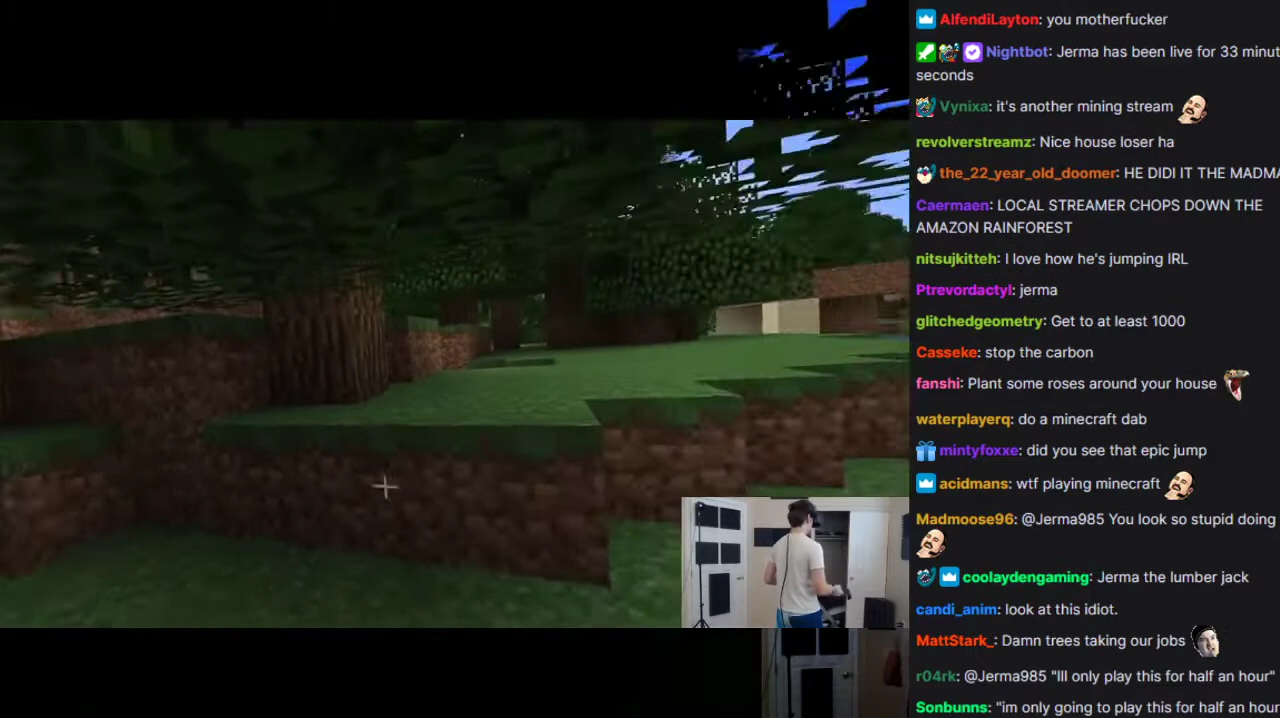 AlfendiLayton: you motherfucker
Nightbot: Jerma has been live for 33 minut
seconds
Vynixa: it's another mining stream
revolverstreamz: Nice house loser ha
the_22_year_old_doomer: HE DIDI IT THE MADMA
Caermaen: LOCAL STREAMER CHOPS DOWN THE
AMAZON RAINFOREST
nitsujkitteh: I love how he's jumping IRL
Ptrevordactyl: jerma
glitchedgeometry: Get to at least 1000
Casseke: stop the carbon
fanshi: Plant some roses around your house
waterplayerq: do a minecraft dab
mintyfoxxe: did you see that epic jump
acidmans: wtf playing minecraft
Madmoose96: @Jerma985 You look so stupid doing
coolaydengaming: Jerma the lumber jack
candi_anim: look at this idiot.
MattStark_: Damn trees taking our jobs
r04rk: @Jerma985 "Ill only play this for half an hour"
Sonbunns: "im only going to play this for half an hour